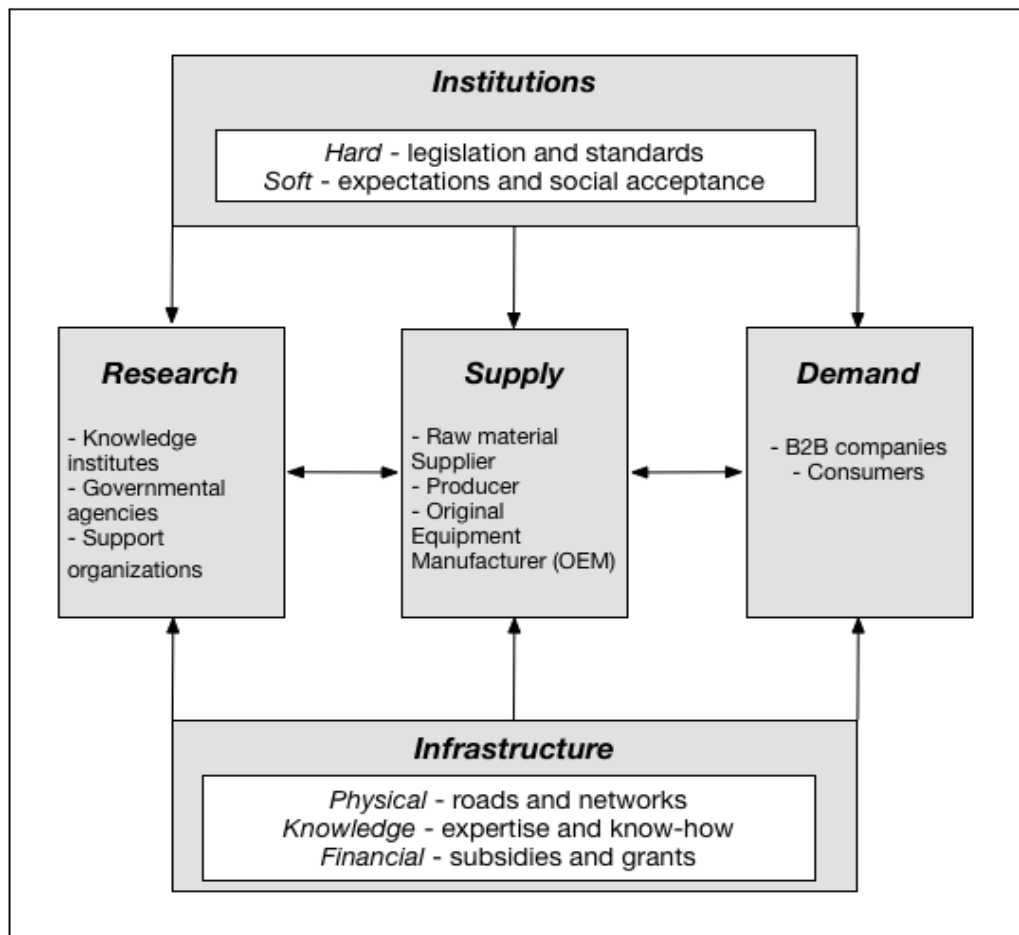 Institutions
Hard - legislation and standards
Soft - expectations and social acceptance
Research
- Knowledge
institutes
- Governmental
agencies
- Support
organizations
Supply
- Raw material
Supplier
- Producer
- Original
Equipment
Manufacturer (OEM)
Demand
- B2B companies
- Consumers
Infrastructure
Physical - roads and networks
Knowledge - expertise and know-how
Financial - subsidies and grants